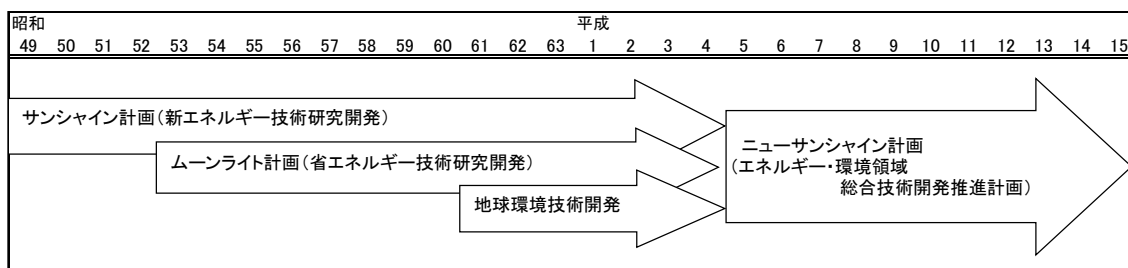 昭和 平成
49 50 51 52 53 54 55 56 57 58 59 60 61 62 63 1 2 3 4 5 6 7 8 9 10 11 12 13 14 15
サンシャイン計画(新エネルギー技術研究開発)
ムーンライト計画(省エネルギー技術研究開発)
地球環境技術開発
ニューサンシャイン計画
(エネルギー・環境領域
総合技術開発推進計画)